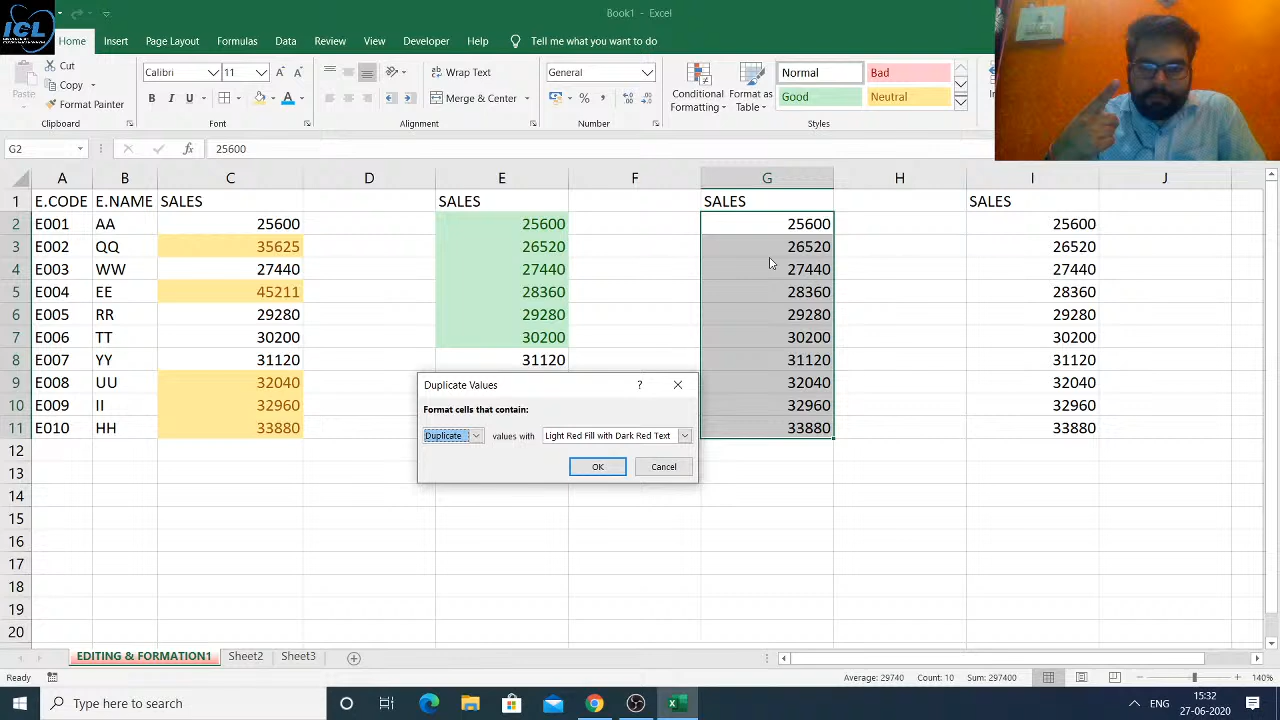 Book1 - Excel
ICL
Home Insert Page Layout Formulas Data Review View Developer Help Tell me what you want to do
Paste
Cut
Copy
Format Painter
Clipboard
Calibri 11
B I U
Font
Wrap Text
Merge & Center
Alignment
General
Number
Conditional Formatting
Format as Table
Normal Bad
Good Neutral
Styles
In
G2 fx 25600
A B C D E F G H I J
1 E.CODE E.NAME SALES SALES SALES SALES
2 E001 AA 25600 25600 25600 25600
3 E002 QQ 35625 26520 26520 26520
4 E003 WW 27440 27440 27440 27440
5 E004 EE 45211 28360 28360 28360
6 E005 RR 29280 29280 29280 29280
7 E006 TT 30200 30200 30200 30200
8 E007 YY 31120 31120 31120 31120
9 E008 UU 32040 32040 32040
10 E009 II 32960 32960 32960
11 E010 HH 33880 33880 33880
12
13
14
15
16
17
18
19
20
Duplicate Values ?
Format cells that contain:
Duplicate values with Light Red Fill with Dark Red Text
OK Cancel
EDITING & FORMATION1 Sheet2 Sheet3
Ready Average: 29740 Count: 10 Sum: 297400 140%
Type here to search
ENG
15:32
27-06-2020